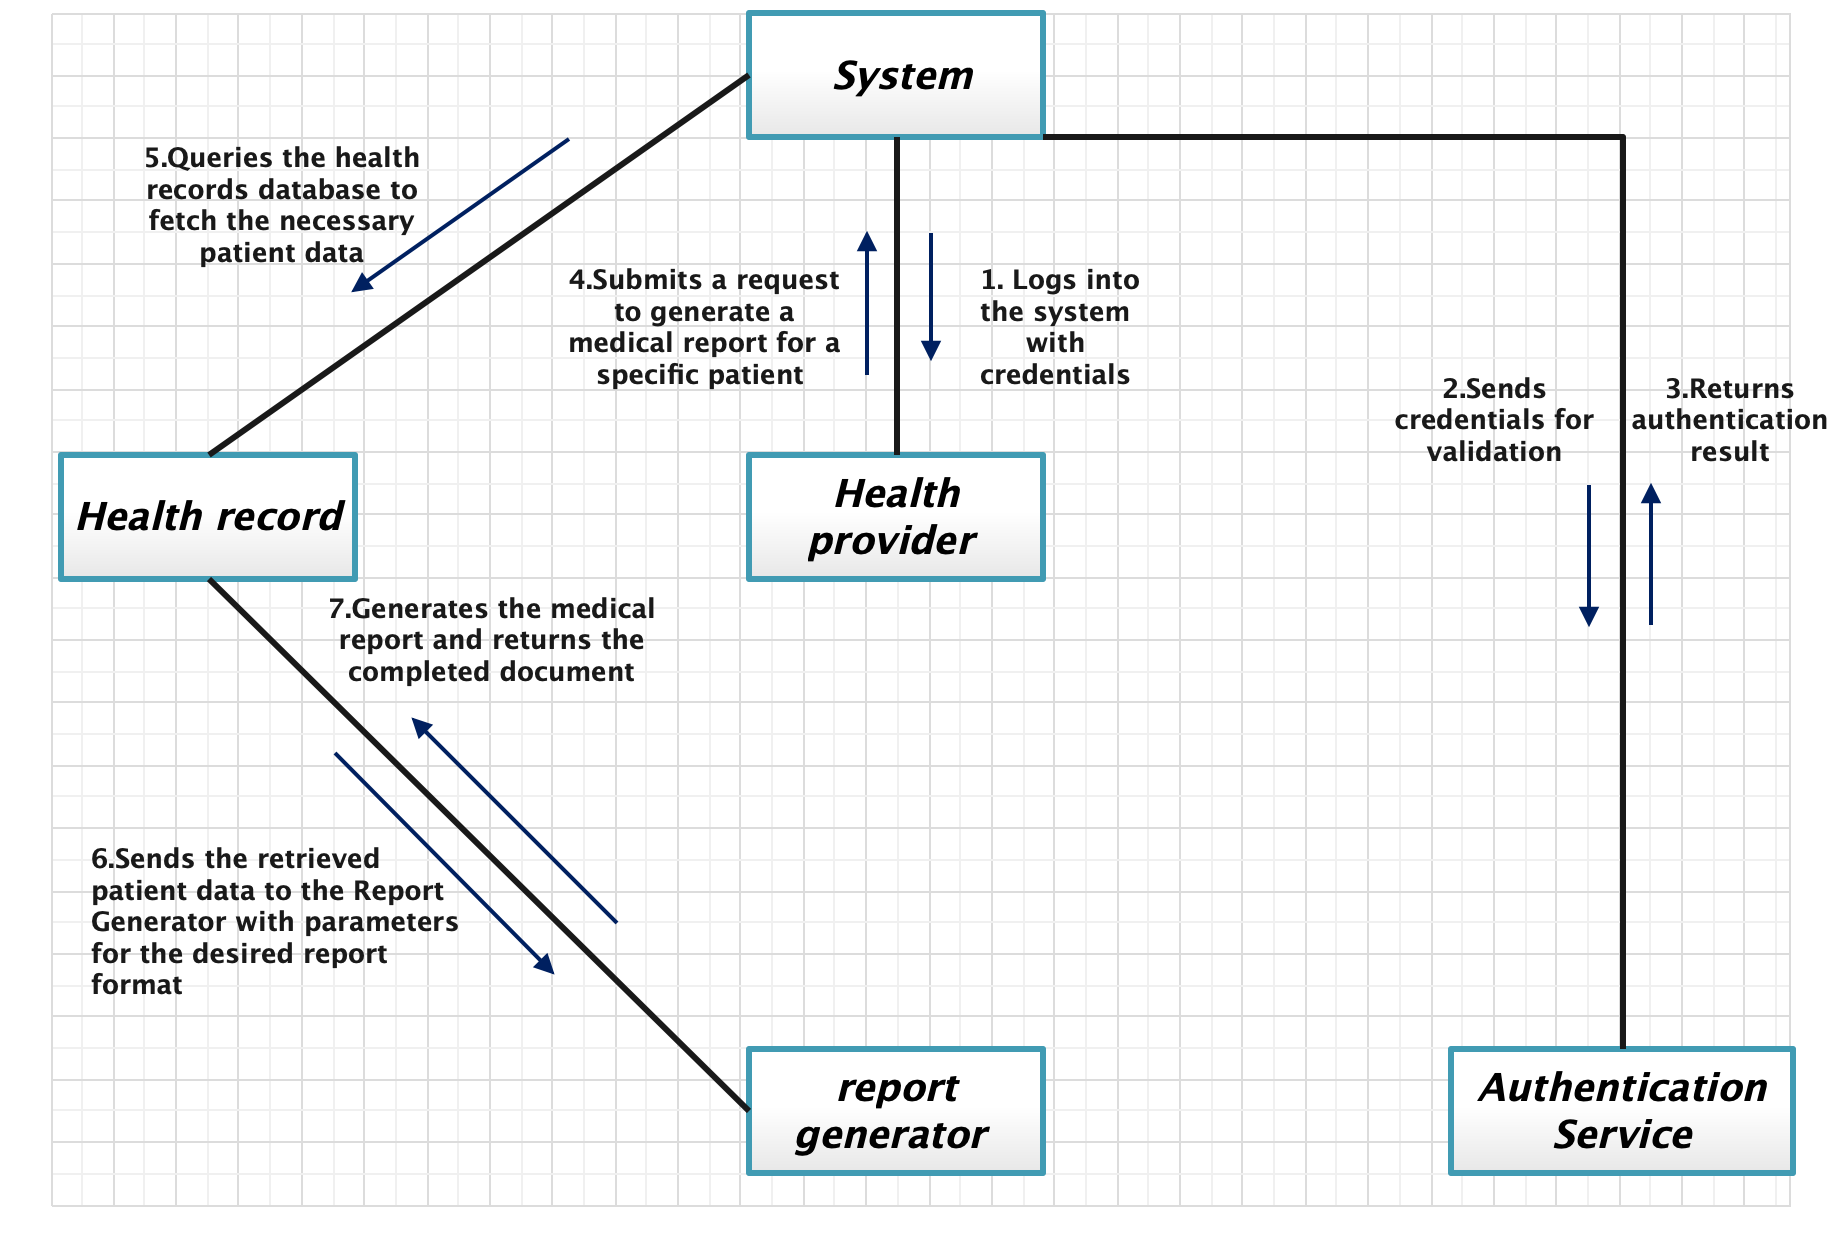 System
5.Queries the health
records database to
fetch the necessary
patient data
4.Submits a request
to generate a
medical report for a
specific patient
1. Logs into
the system
with
credentials
2.Sends
credentials for
validation
3.Returns
authentication
result
Health record
Health
provider
7.Generates the medical
report and returns the
completed document
6.Sends the retrieved
patient data to the Report
Generator with parameters
for the desired report
format
report
generator
Authentication
Service